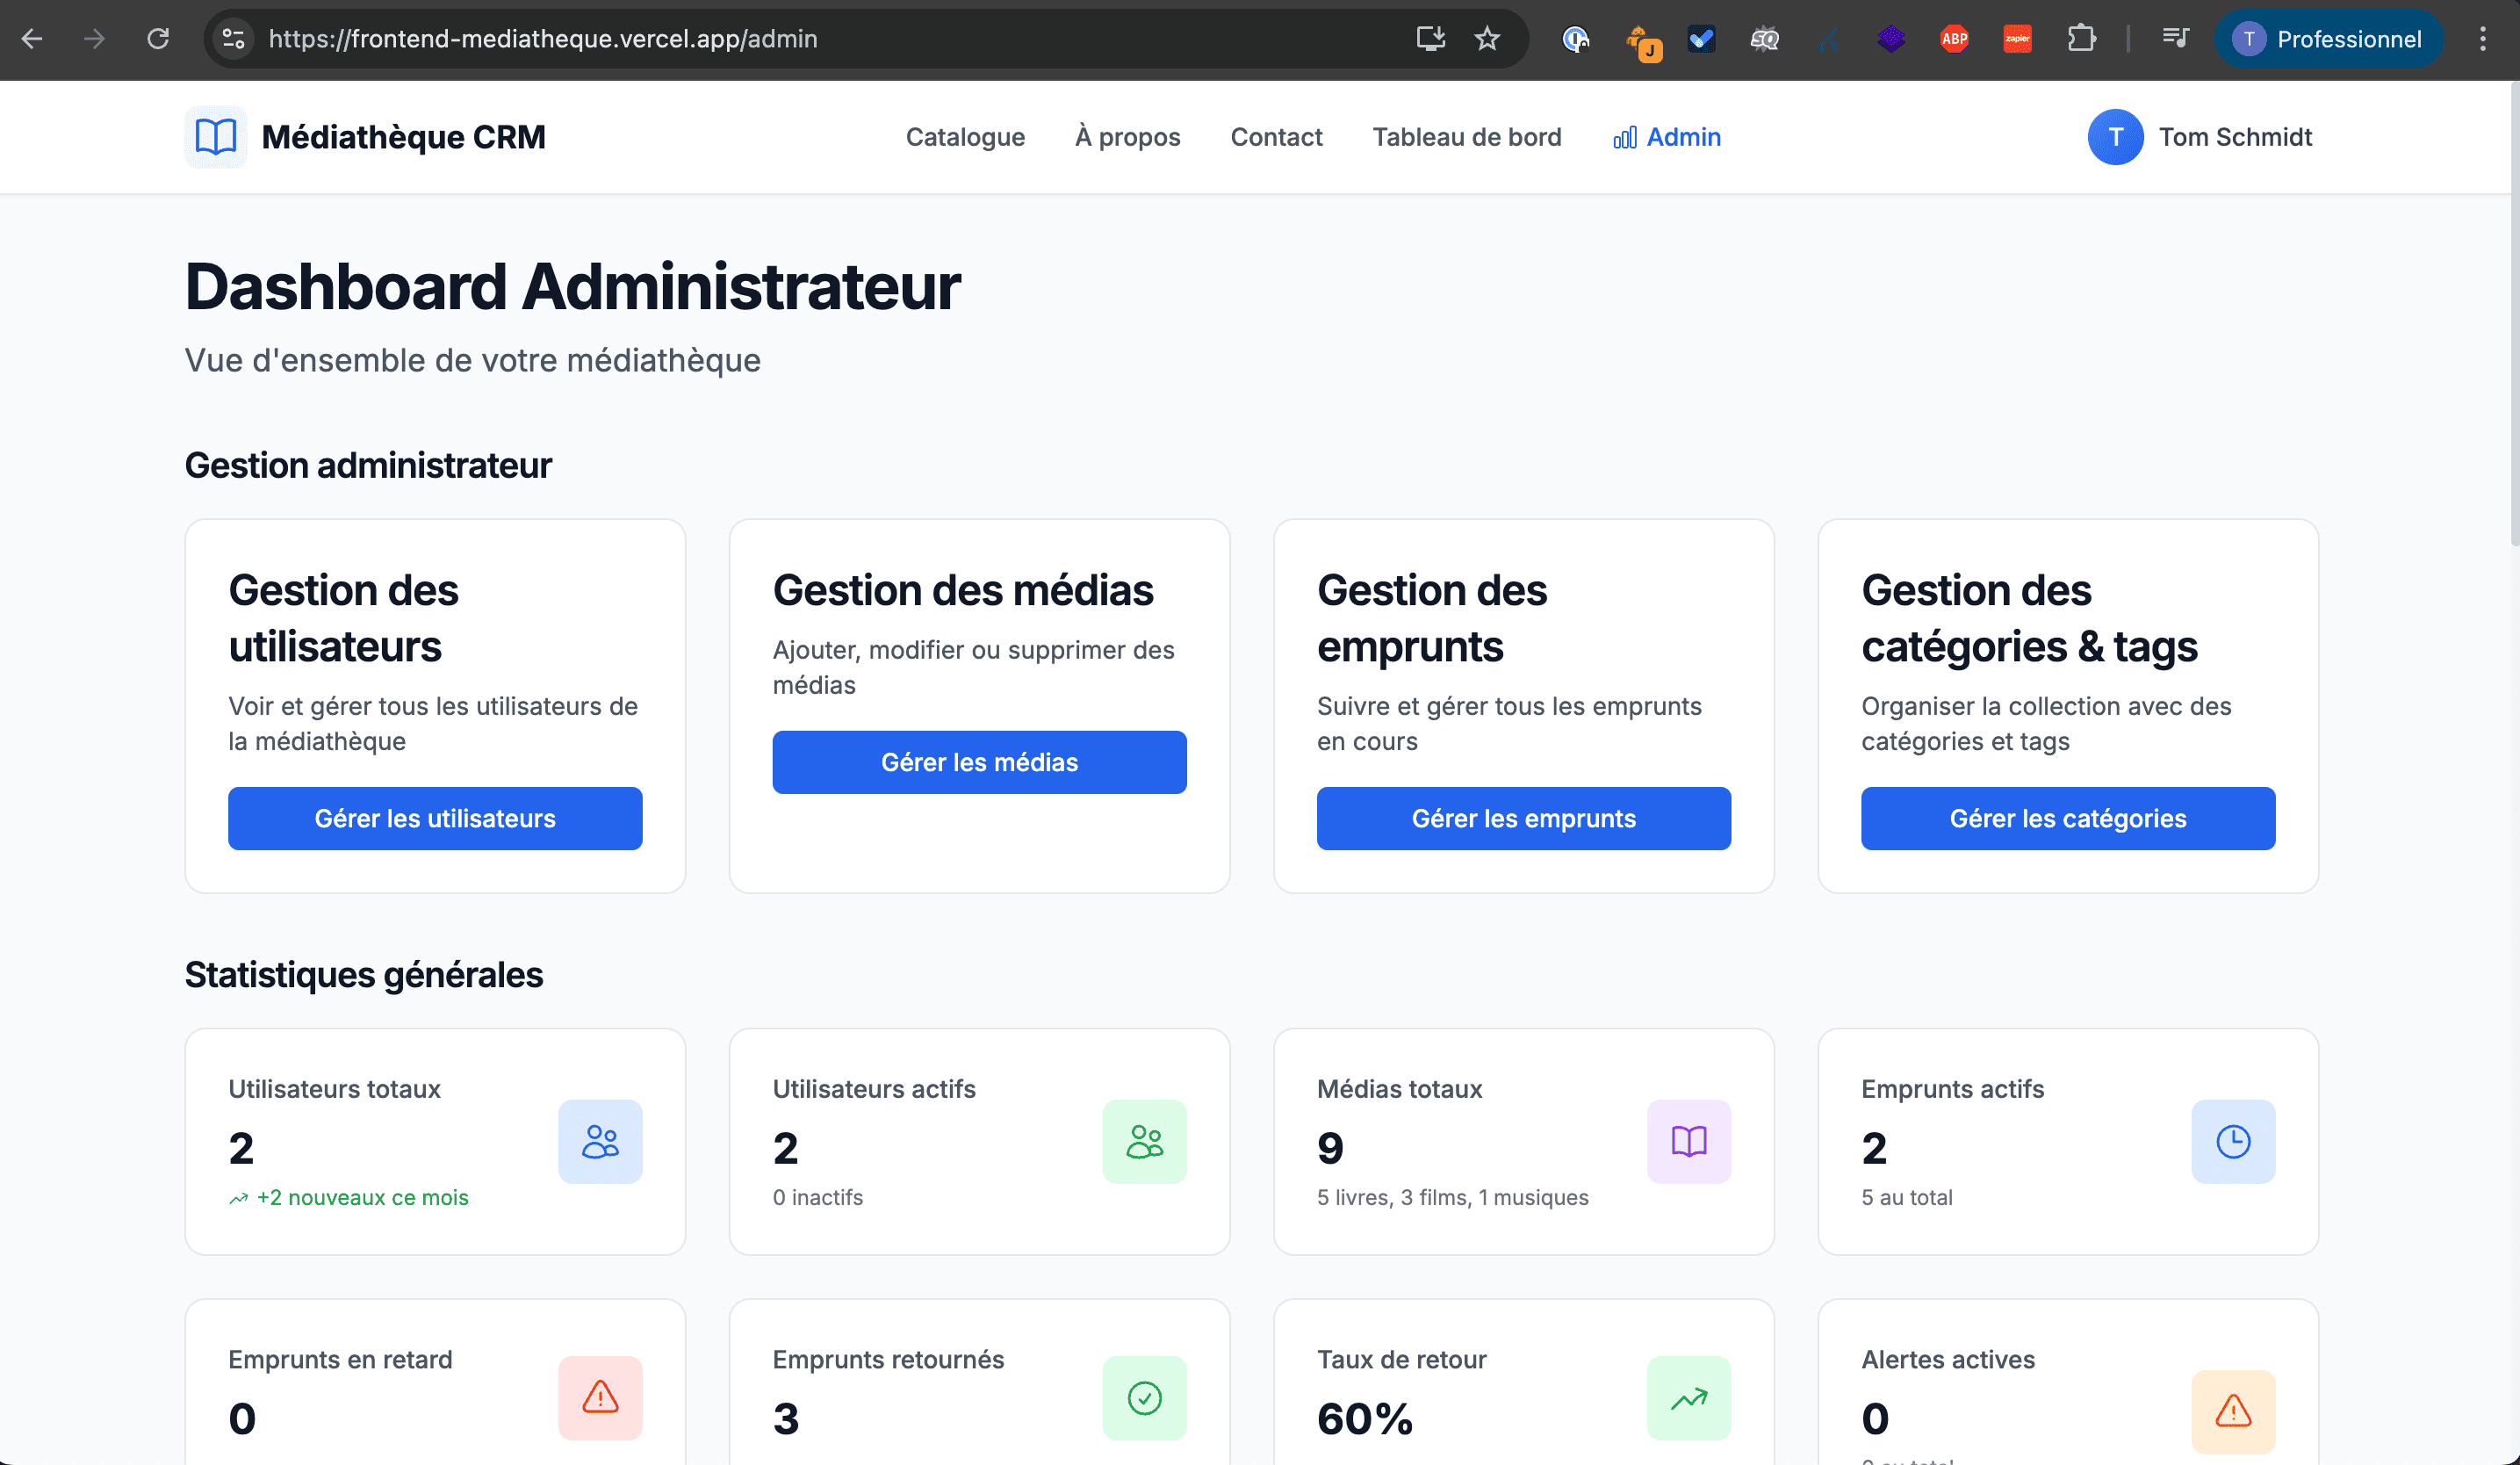 https://frontend-mediatheque.vercel.app/admin
J
SQ
ABP
zapier
T
Professionnel
Médiathèque CRM
Catalogue
À propos
Contact
Tableau de bord
Admin
T
Tom Schmidt
Dashboard Administrateur
Vue d'ensemble de votre médiathèque
Gestion administrateur
Gestion des
utilisateurs
Voir et gérer tous les utilisateurs de
la médiathèque
Gérer les utilisateurs
Gestion des médias
Ajouter, modifier ou supprimer des
médias
Gérer les médias
Gestion des
emprunts
Suivre et gérer tous les emprunts
en cours
Gérer les emprunts
Gestion des
catégories & tags
Organiser la collection avec des
catégories et tags
Gérer les catégories
Statistiques générales
Utilisateurs totaux
2
+2 nouveaux ce mois
Utilisateurs actifs
2
0 inactifs
Médias totaux
9
5 livres, 3 films, 1 musiques
Emprunts actifs
2
5 au total
Emprunts en retard
0
Emprunts retournés
3
Taux de retour
60%
Alertes actives
0